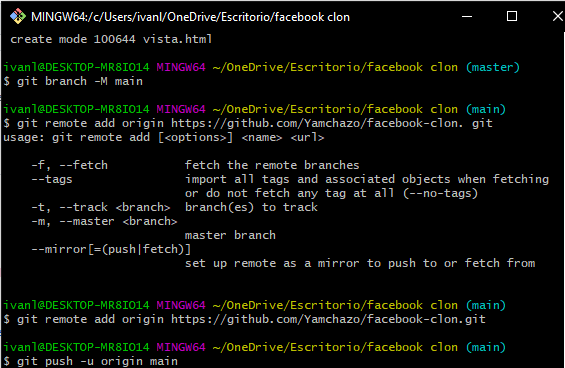 MINGW64:/c/Users/ivanl/OneDrive/Escritorio/facebook clon
create mode 100644 vista.html
ivanl@DESKTOP-MR8IO14 MINGW64 ~/OneDrive/Escritorio/facebook clon (master)
$ git branch -M main
ivanl@DESKTOP-MR8IO14 MINGW64 ~/OneDrive/Escritorio/facebook clon (main)
$ git remote add origin https://github.com/Yamchazo/facebook-clon. git
usage: git remote add [<options>] <name> <url>
-f, --fetch fetch the remote branches
--tags import all tags and associated objects when fetching
or do not fetch any tag at all (--no-tags)
-t, --track <branch> branch(es) to track
-m, --master <branch>
master branch
--mirror[=(push|fetch)]
set up remote as a mirror to push to or fetch from
ivanl@DESKTOP-MR8IO14 MINGW64 ~/OneDrive/Escritorio/facebook clon (main)
$ git remote add origin https://github.com/Yamchazo/facebook-clon.git
ivanl@DESKTOP-MR8IO14 MINGW64 ~/OneDrive/Escritorio/facebook clon (main)
$ git push -u origin main